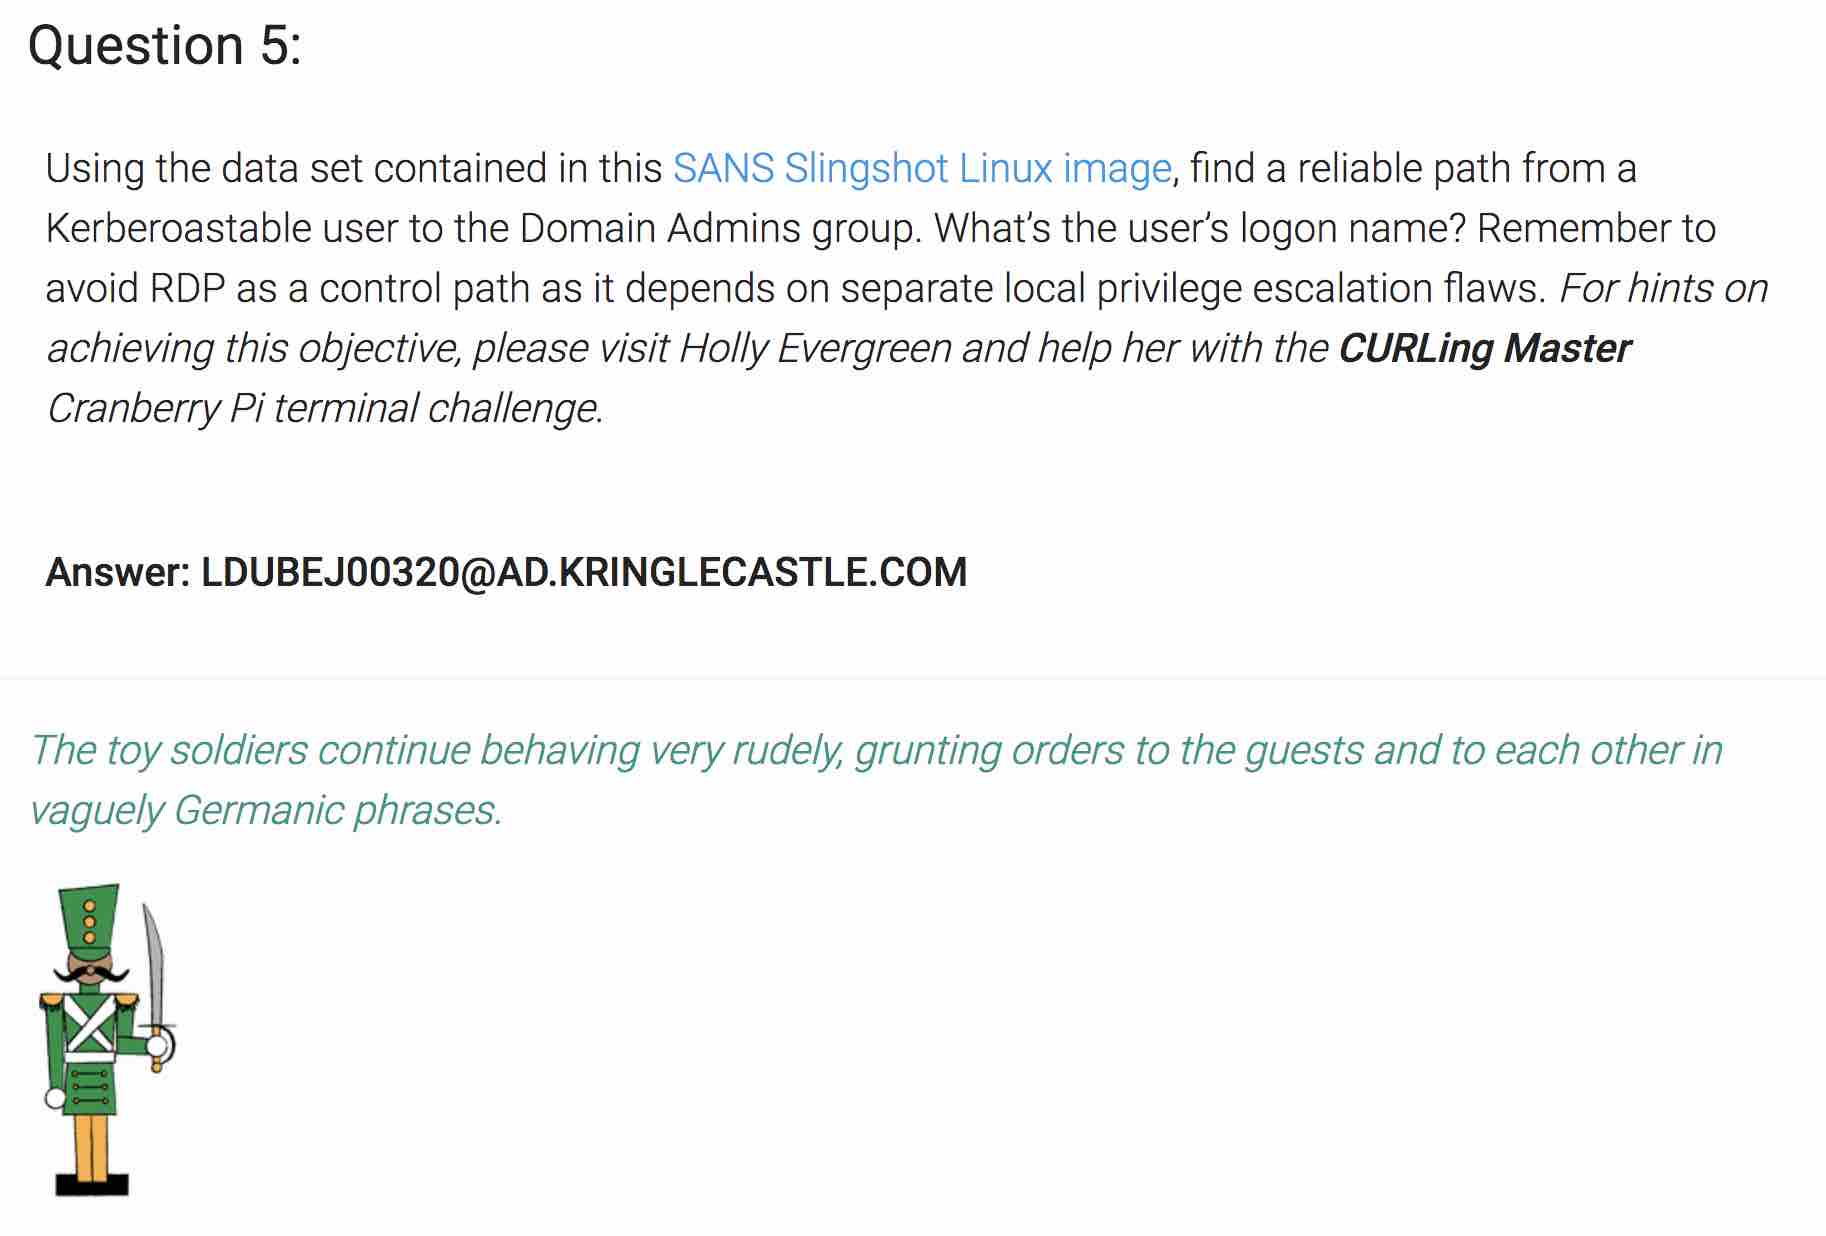 Question 5:
Using the data set contained in this SANS Slingshot Linux image, find a reliable path from a
Kerberoastable user to the Domain Admins group. What’s the user’s logon name? Remember to
avoid RDP as a control path as it depends on separate local privilege escalation flaws. For hints on
achieving this objective, please visit Holly Evergreen and help her with the CURLing Master
Cranberry Pi terminal challenge.
Answer: LDUBEJ00320@AD.KRINGLECASTLE.COM
The toy soldiers continue behaving very rudely, grunting orders to the guests and to each other in
vaguely Germanic phrases.